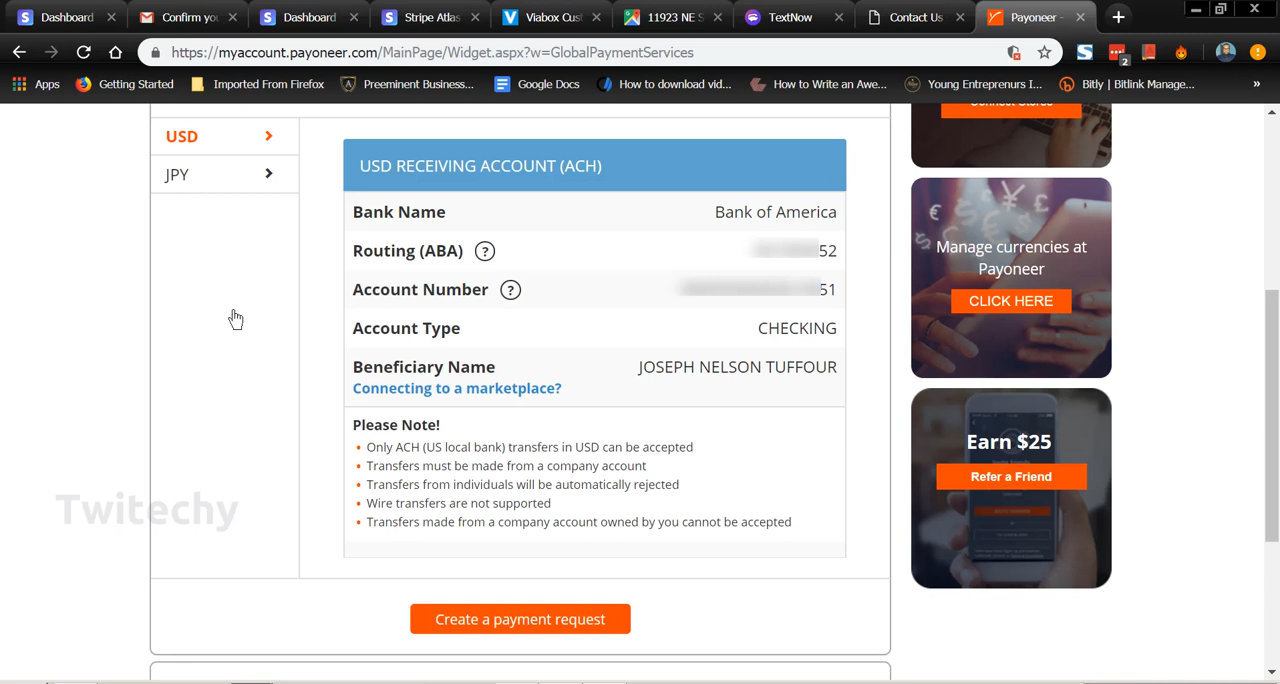 Dashboard
Confirm you
Dashboard
Stripe Atlas
Viabox Cust
11923 NE S
TextNow
Contact Us
Payoneer -
https://myaccount.payoneer.com/MainPage/Widget.aspx?w=GlobalPaymentServices
2
Apps
Getting Started
Imported From Firefox
Preeminent Business...
Google Docs
How to download vid...
How to Write an Awe...
Young Entreprenurs I...
Bitly | Bitlink Manage...
»
USD
JPY
USD RECEIVING ACCOUNT (ACH)
Bank Name Bank of America
Routing (ABA) ? 52
Account Number ? 51
Account Type CHECKING
Beneficiary Name JOSEPH NELSON TUFFOUR
Connecting to a marketplace?
Please Note!
• Only ACH (US local bank) transfers in USD can be accepted
• Transfers must be made from a company account
• Transfers from individuals will be automatically rejected
• Wire transfers are not supported
• Transfers made from a company account owned by you cannot be accepted
Create a payment request
Manage currencies at
Payoneer
CLICK HERE
Earn $25
Refer a Friend
Twitechy